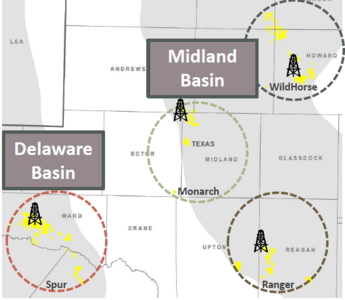 LEA
ANDREWS
Midland
Basin
HOWARD
WildHorse
TEXAS
MIDLAND
ECTOR
GLASSCOCK
Delaware
Basin
Monarch
WARD
CRANE
UPTON
REAGAN
Spur
Ranger